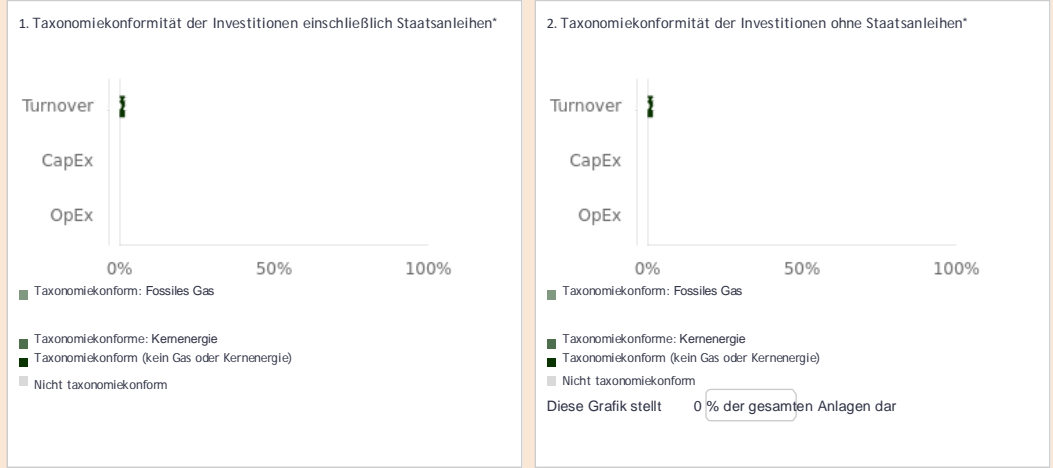 1. Taxonomiekonformität der Investitionen einschließlich Staatsanleihen*
Turnover
CapEx
OpEx
0% 50% 100%
Taxonomiekonform: Fossiles Gas
Taxonomiekonforme: Kernenergie
Taxonomiekonform (kein Gas oder Kernenergie)
Nicht taxonomiekonform
2. Taxonomiekonformität der Investitionen ohne Staatsanleihen*
Turnover
CapEx
OpEx
0% 50% 100%
Taxonomiekonform: Fossiles Gas
Taxonomiekonforme: Kernenergie
Taxonomiekonform (kein Gas oder Kernenergie)
Nicht taxonomiekonform
Diese Grafik stellt 0 % der gesamten Anlagen dar